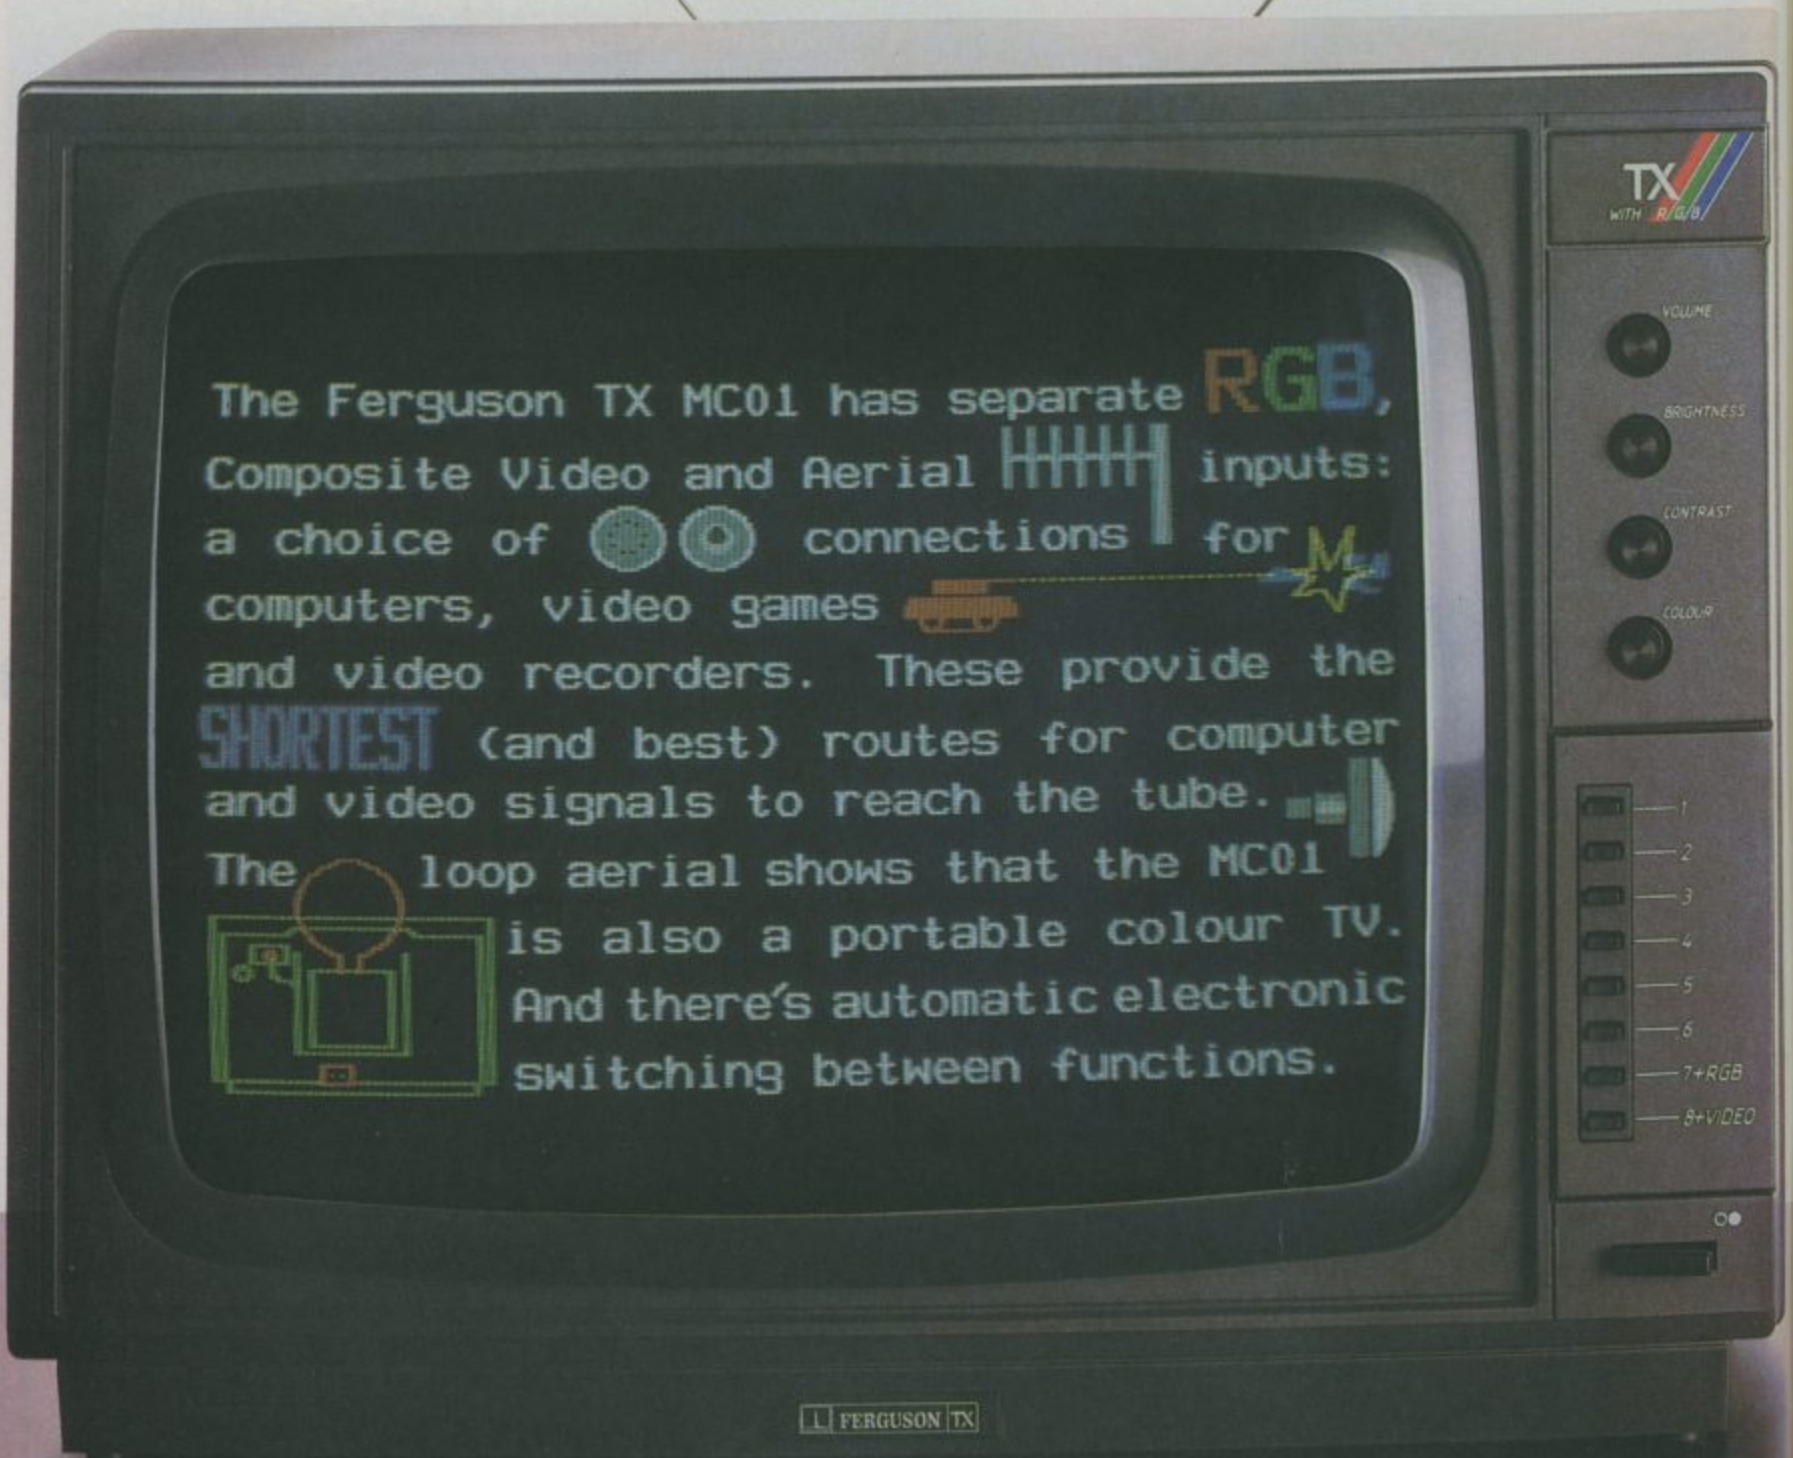 TX
WITH R/G/B/
VOLUME
BRIGHTNESS
CONTRAST
COLOUR
The Ferguson TX MC01 has separate RGB,
Composite Video and Aerial inputs:
a choice of connections for
computers, video games
and video recorders. These provide the
SHORTEST (and best) routes for computer
and video signals to reach the tube.
The loop aerial shows that the MC01
is also a portable colour TV.
And there's automatic electronic
switching between functions.
1
2
3
4
5
6
7+RGB
8+VIDEO
FERGUSON TX